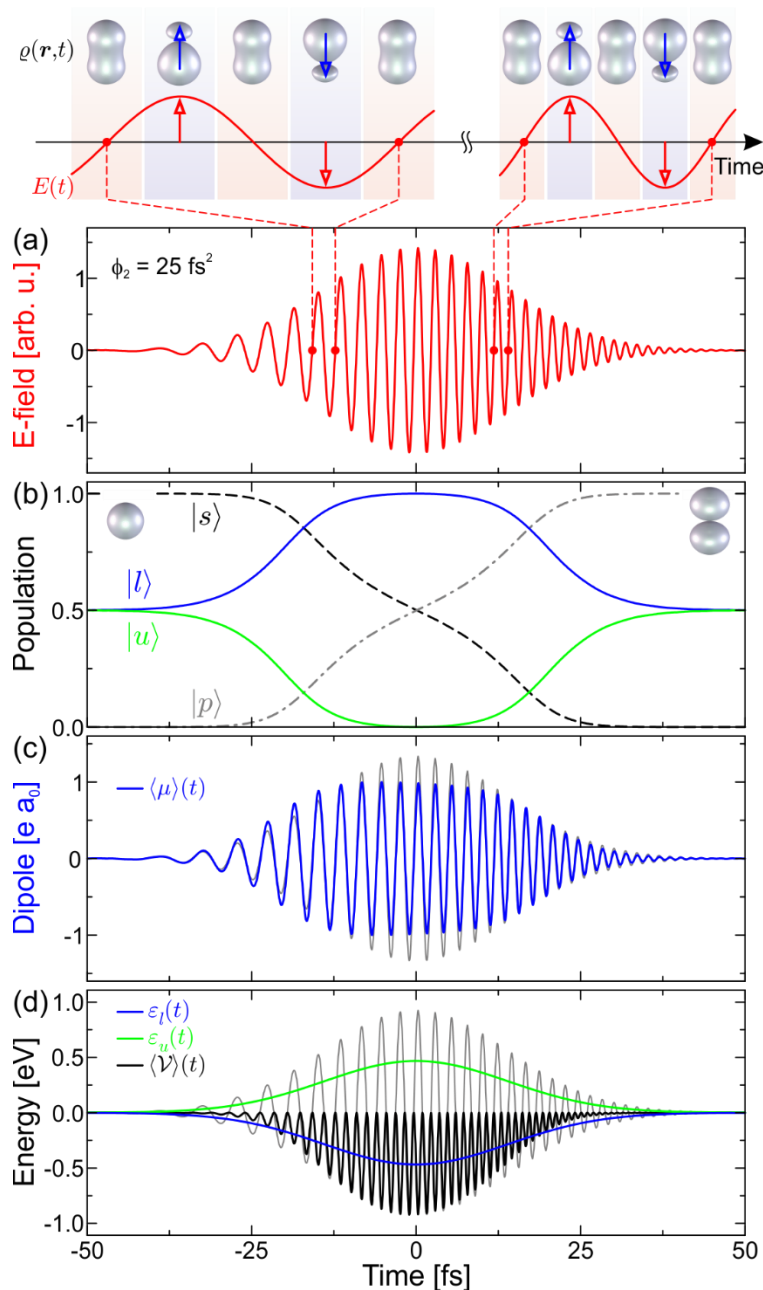 ϱ(r,t)
E(t)
Time
(a)
ϕ₂ = 25 fs²
E-field [arb. u.]
1
0
-1
(b)
Population
1.0
0.5
0.0
|s⟩
|l⟩
|u⟩
|p⟩
(c)
Dipole [e a₀]
⟨μ⟩(t)
1
0
-1
(d)
Energy [eV]
ε_l(t)
ε_u(t)
⟨𝒱⟩(t)
1.0
0.5
0.0
-0.5
-1.0
-50 -25 0 25 50
Time [fs]